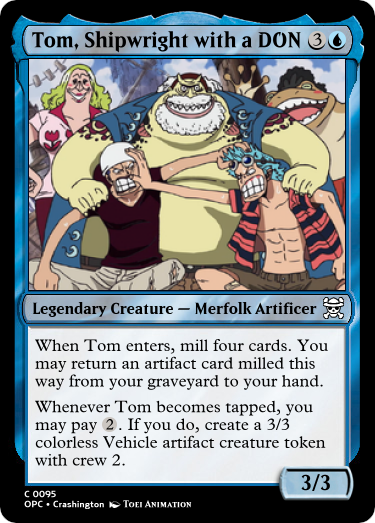 Tom, Shipwright with a DON 3
Legendary Creature — Merfolk Artificer
When Tom enters, mill four cards. You
may return an artifact card milled this
way from your graveyard to your hand.
Whenever Tom becomes tapped, you
may pay 2. If you do, create a 3/3
colorless Vehicle artifact creature token
with crew 2.
3/3
C 0095
OPC • Crashington TOEI ANIMATION